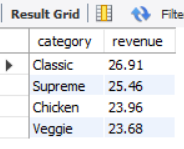 Result Grid Filte
category revenue
Classic 26.91
Supreme 25.46
Chicken 23.96
Veggie 23.68